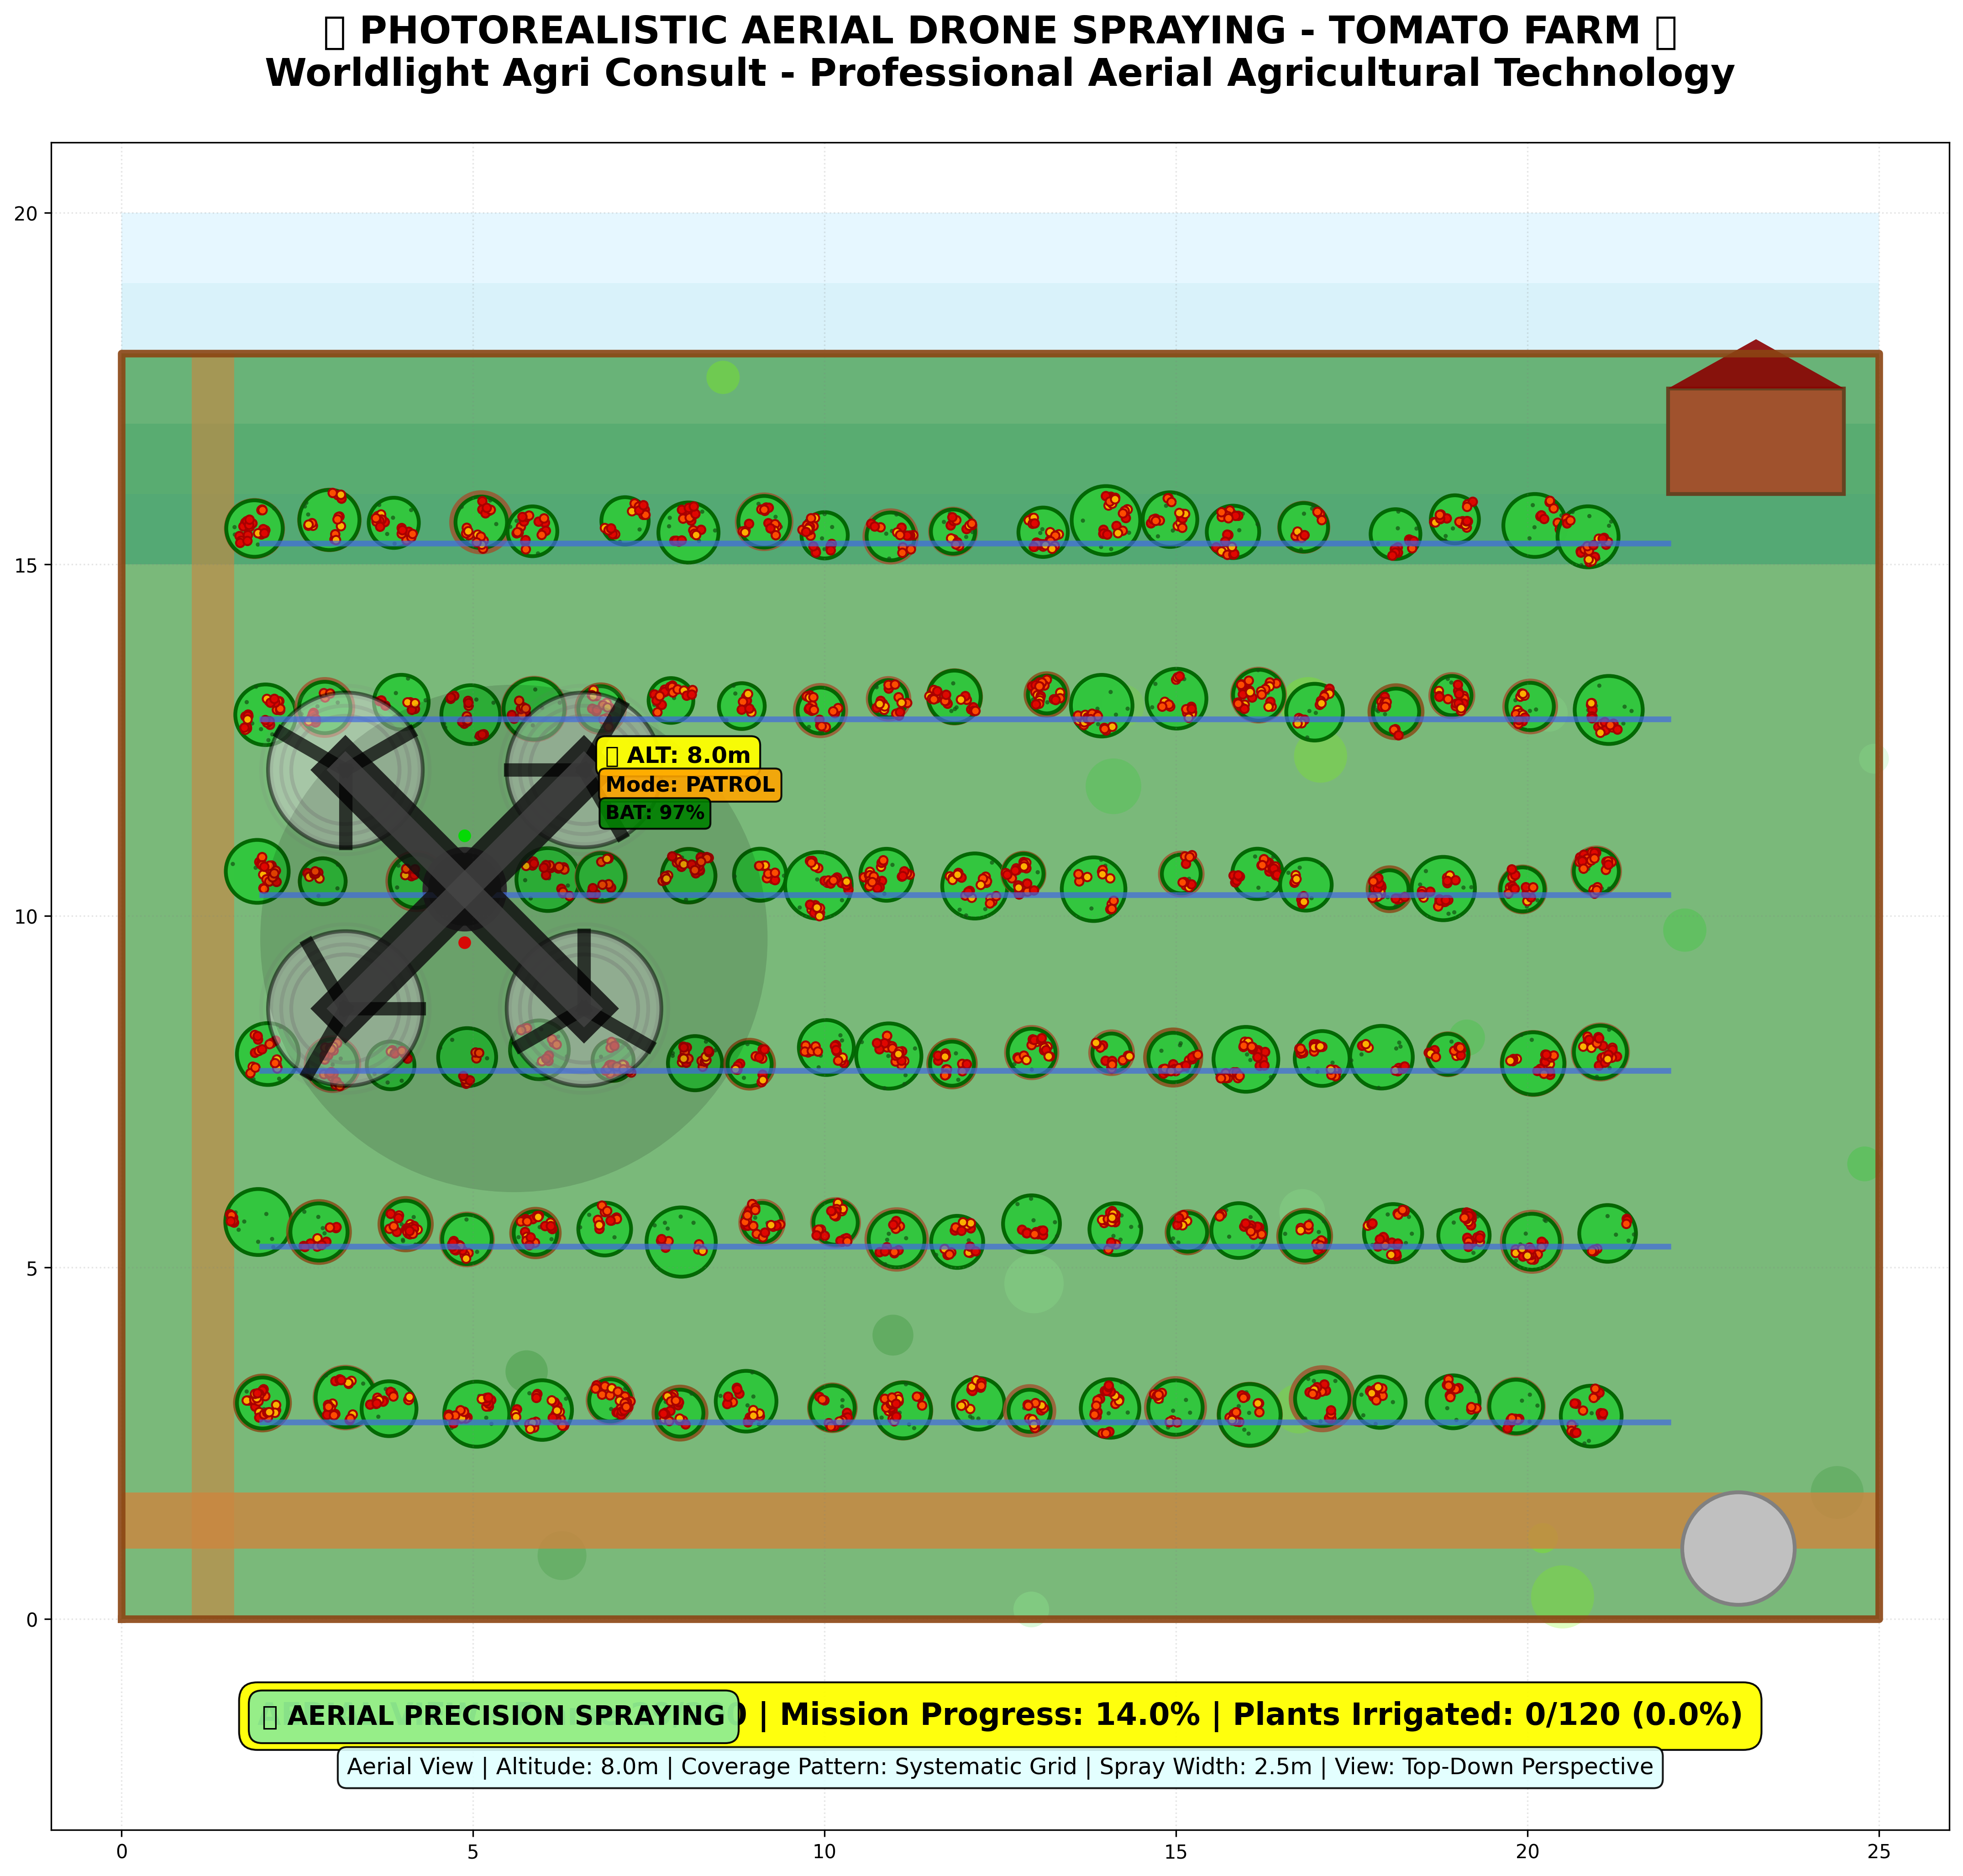 PHOTOREALISTIC AERIAL DRONE SPRAYING - TOMATO FARM
Worldlight Agri Consult - Professional Aerial Agricultural Technology
20
15
10
5
0
ALT: 8.0m
Mode: PATROL
BAT: 97%
AERIAL PRECISION SPRAYING
0 | Mission Progress: 14.0% | Plants Irrigated: 0/120 (0.0%)
Aerial View | Altitude: 8.0m | Coverage Pattern: Systematic Grid | Spray Width: 2.5m | View: Top-Down Perspective
0 5 10 15 20 25